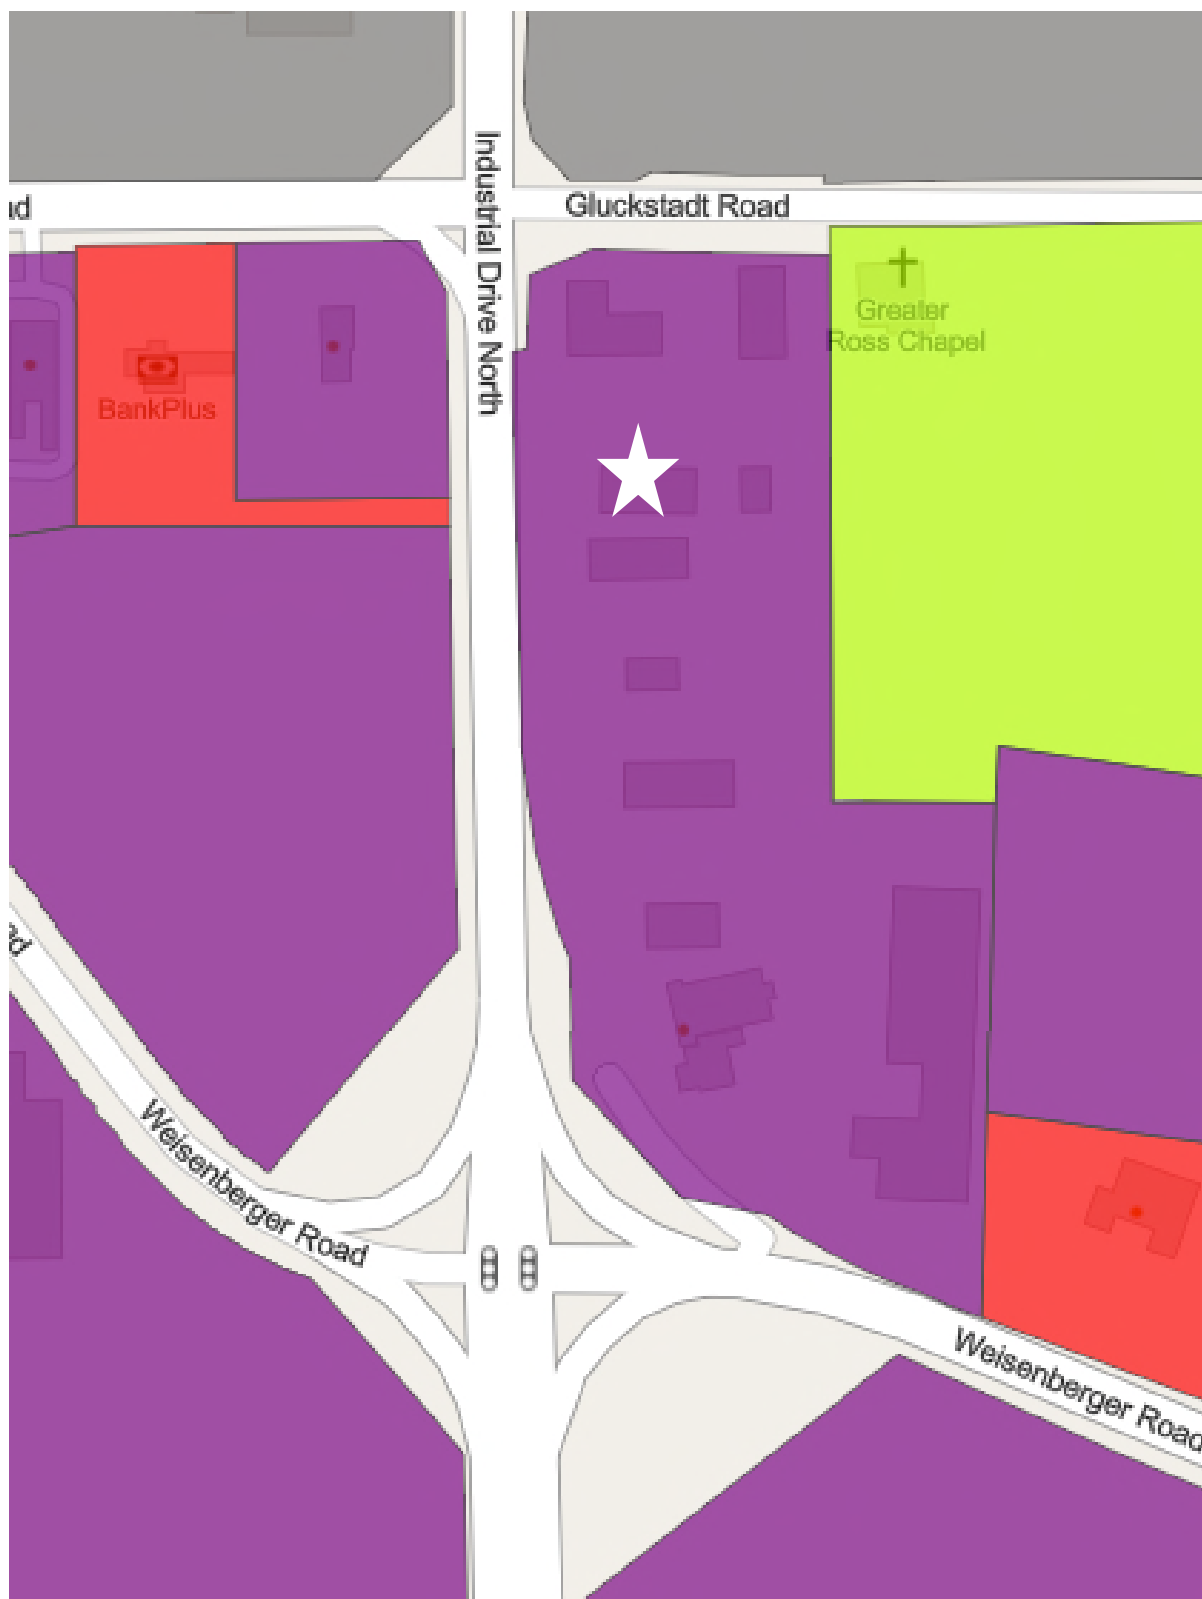 Industrial Drive North
Gluckstadt Road
Greater
Ross Chapel
BankPlus
Weisenberger Road
Weisenberger Road